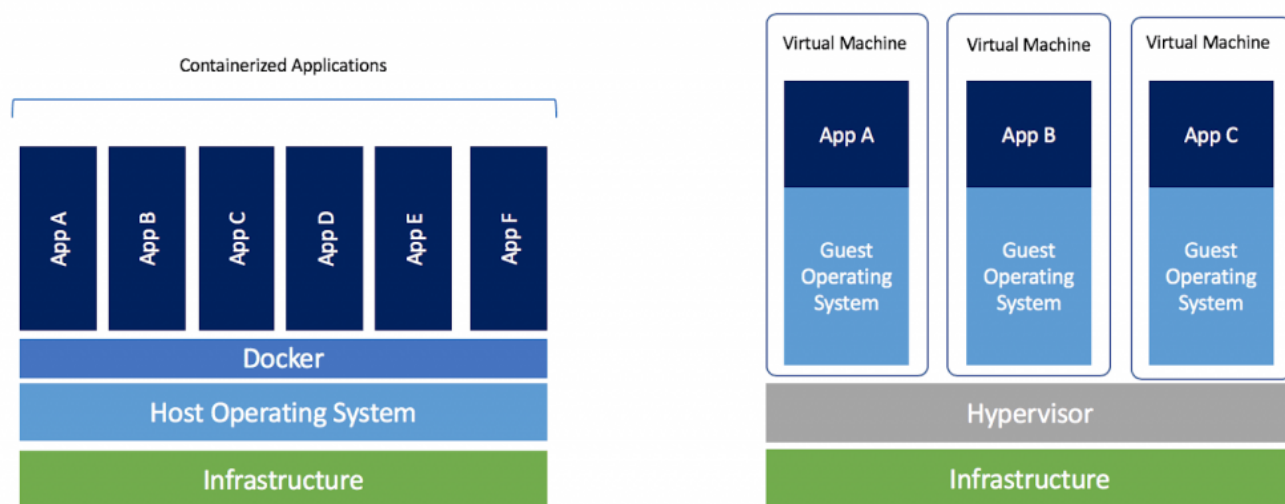 Containerized Applications
App A
App B
App C
App D
App E
App F
Docker
Host Operating System
Infrastructure
Virtual Machine
App A
Guest
Operating
System
Virtual Machine
App B
Guest
Operating
System
Virtual Machine
App C
Guest
Operating
System
Hypervisor
Infrastructure